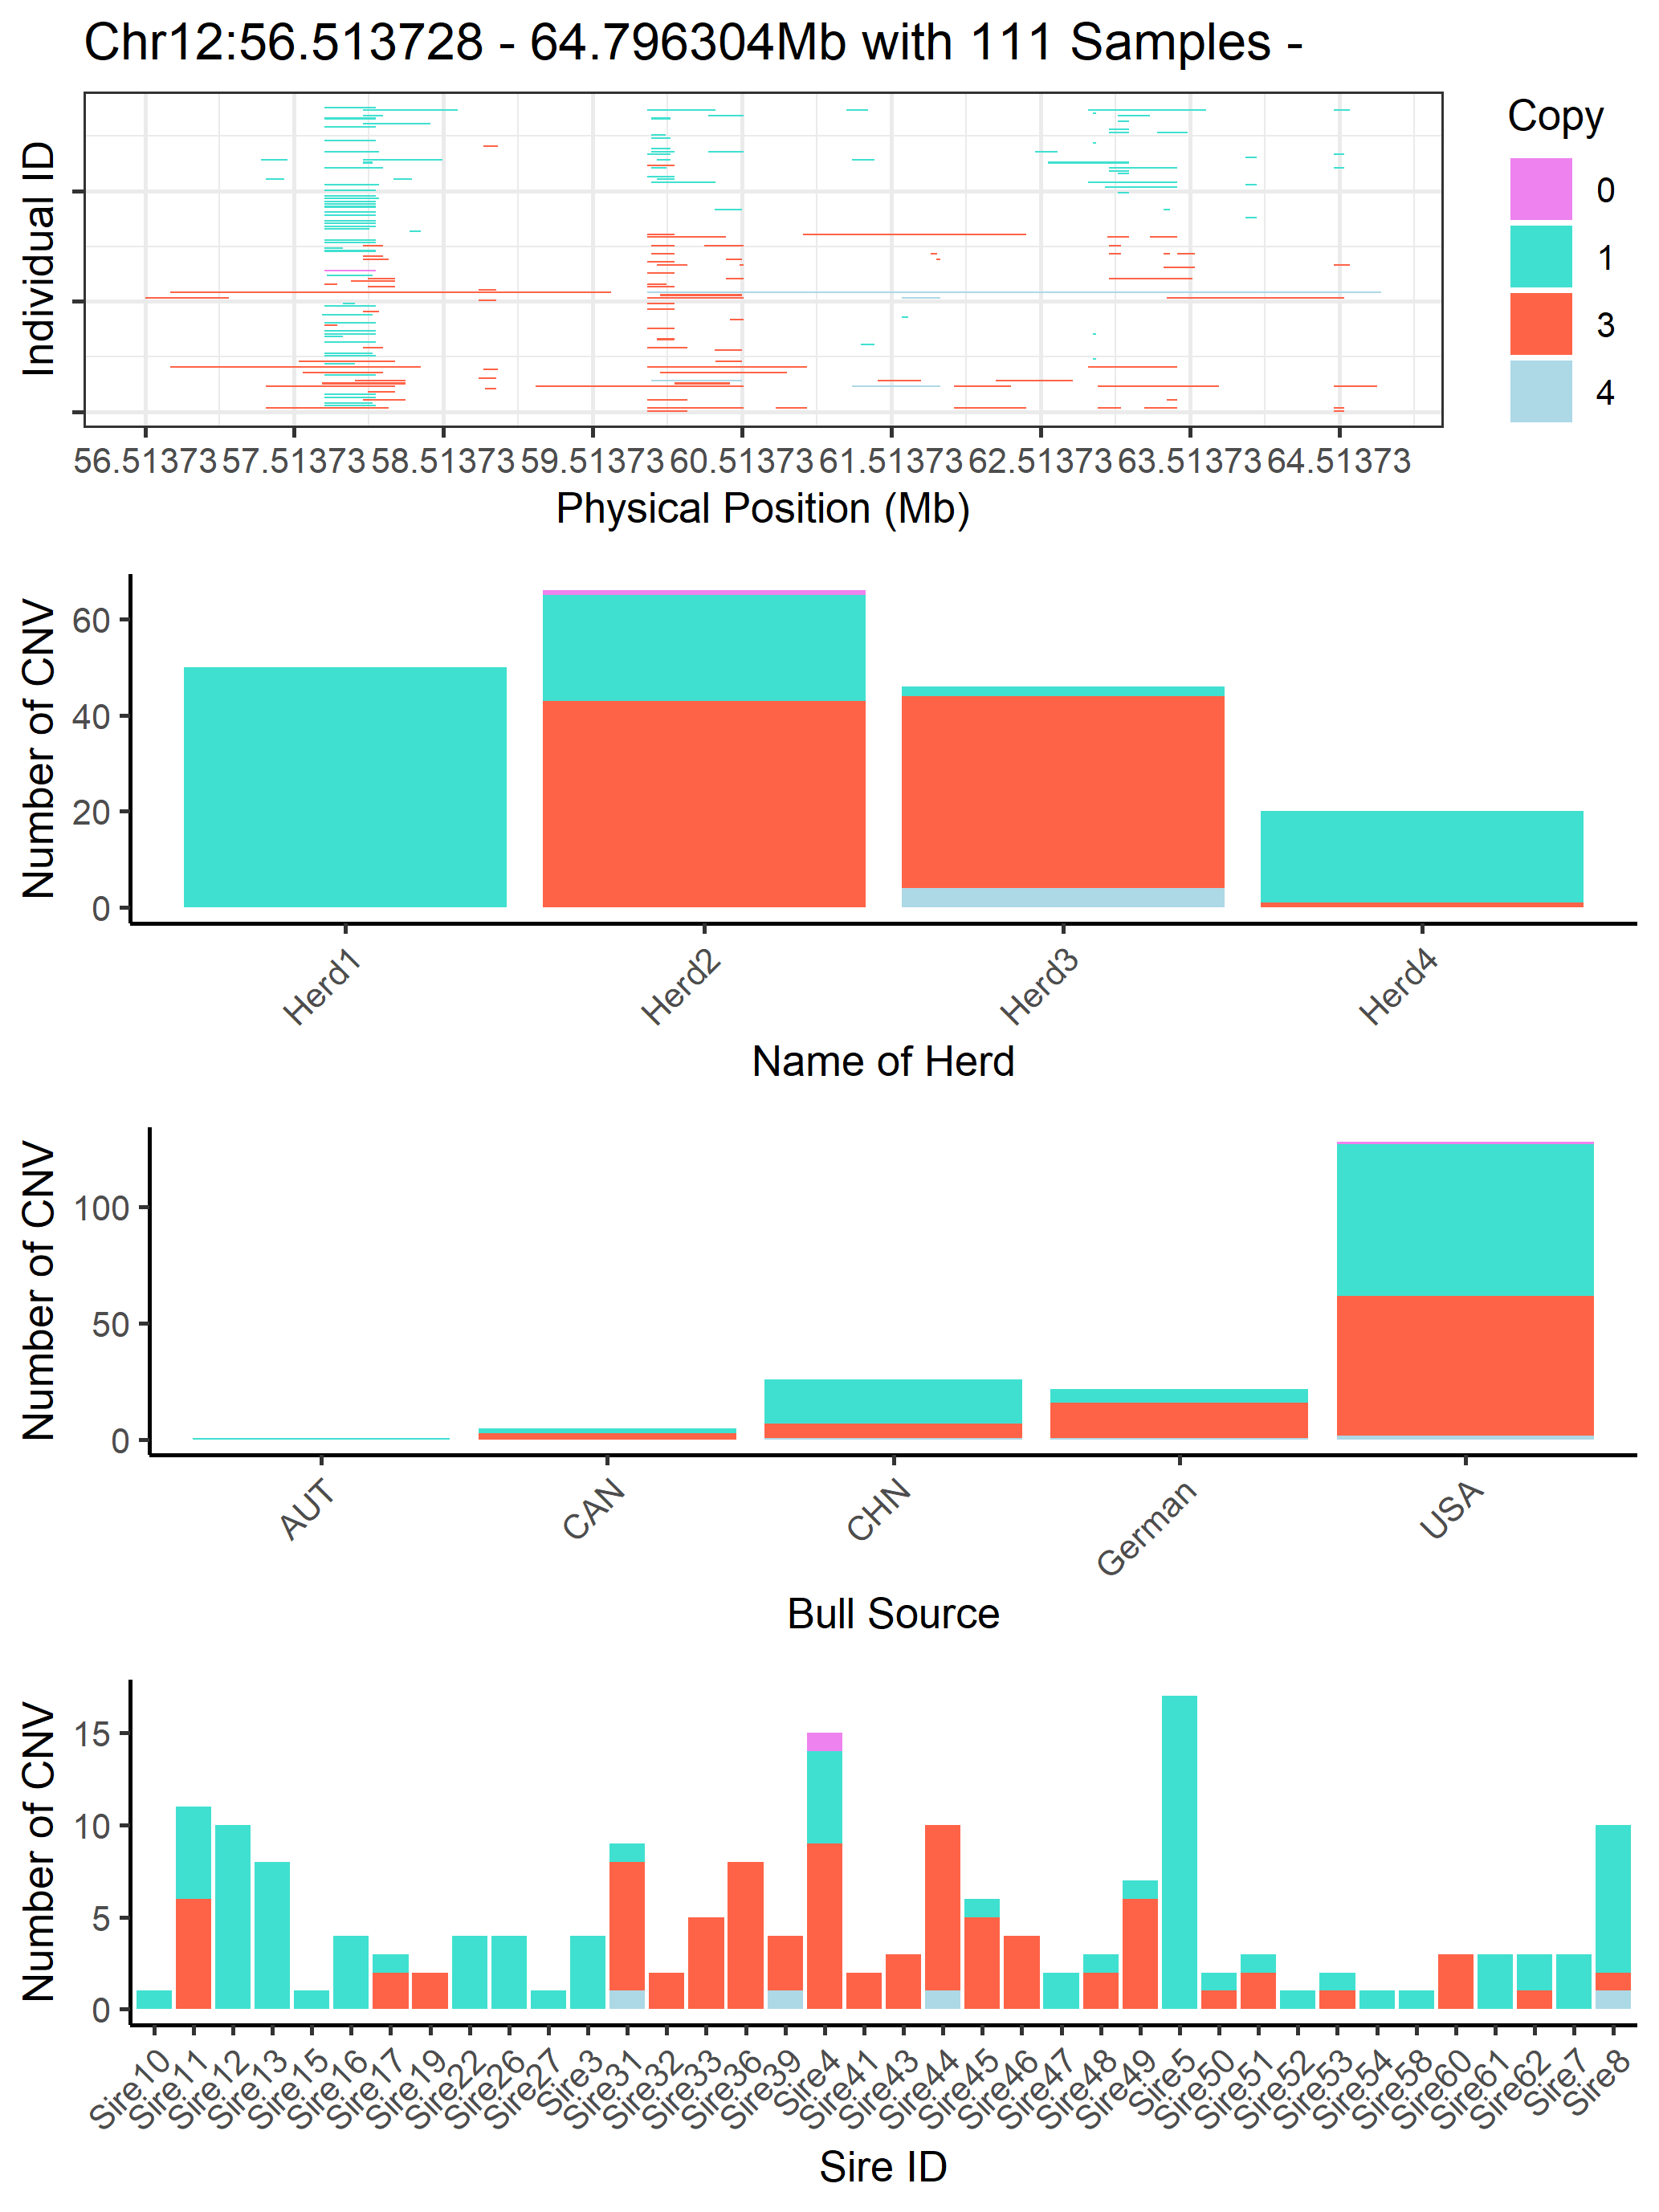 Chr12:56.513728 - 64.796304Mb with 111 Samples -
Individual ID
56.51373 57.51373 58.51373 59.51373 60.51373 61.51373 62.51373 63.51373 64.51373
Physical Position (Mb)
Copy
0
1
3
4
Number of CNV
60
40
20
0
Herd1 Herd2 Herd3 Herd4
Name of Herd
Number of CNV
100
50
0
AUT CAN CHN German USA
Bull Source
Number of CNV
15
10
5
0
Sire10 Sire11 Sire12 Sire13 Sire15 Sire16 Sire17 Sire19 Sire22 Sire26 Sire27 Sire3 Sire31 Sire32 Sire33 Sire36 Sire39 Sire4 Sire41 Sire43 Sire44 Sire45 Sire46 Sire47 Sire48 Sire49 Sire5 Sire50 Sire51 Sire52 Sire53 Sire54 Sire58 Sire60 Sire61 Sire62 Sire7 Sire8
Sire ID